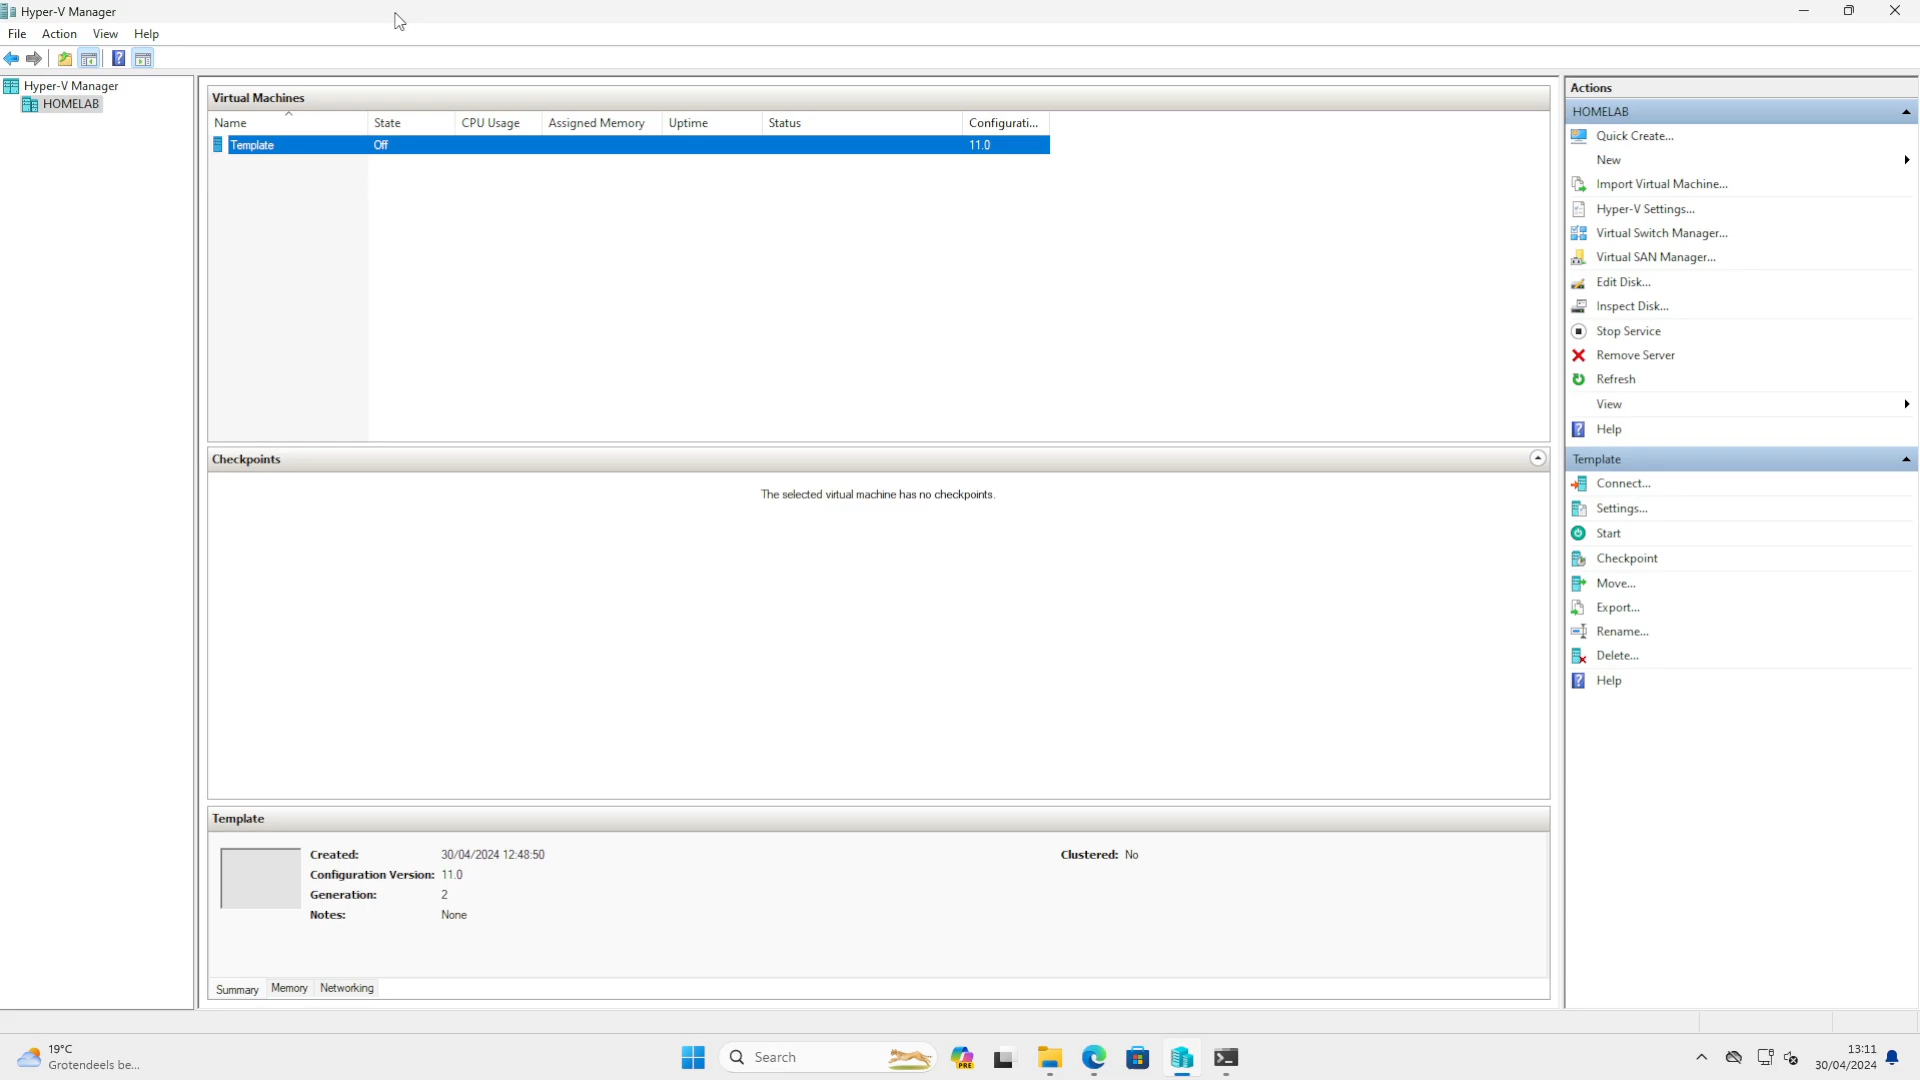 Hyper-V Manager
File Action View Help
Hyper-V Manager
HOMELAB
Virtual Machines
Name State CPU Usage Assigned Memory Uptime Status Configurati...
Template Off 11.0
Checkpoints
The selected virtual machine has no checkpoints.
Template
Created: 30/04/2024 12:48:50 Clustered: No
Configuration Version: 11.0
Generation: 2
Notes: None
Summary Memory Networking
Actions
HOMELAB
Quick Create...
New
Import Virtual Machine...
Hyper-V Settings...
Virtual Switch Manager...
Virtual SAN Manager...
Edit Disk...
Inspect Disk...
Stop Service
Remove Server
Refresh
View
Help
Template
Connect...
Settings...
Start
Checkpoint
Move...
Export...
Rename...
Delete...
Help
19°C
Grotendeels be...
Search
PRE
13:11
30/04/2024